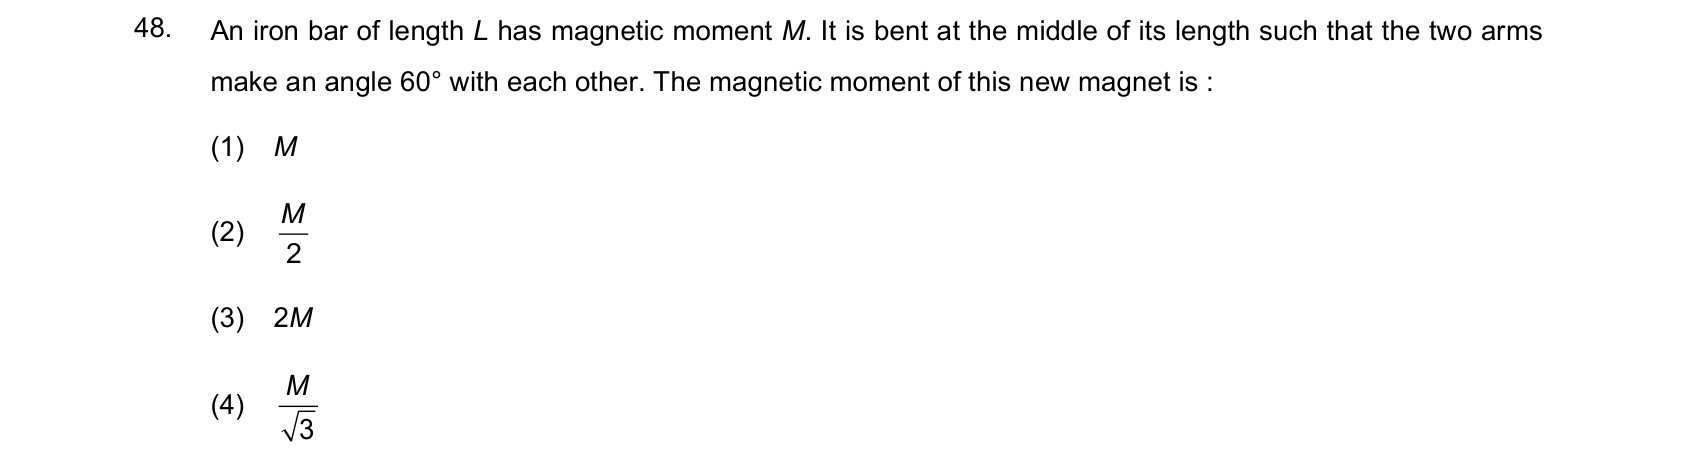 48. An iron bar of length L has magnetic moment M. It is bent at the middle of its length such that the two arms
make an angle 60° with each other. The magnetic moment of this new magnet is :
(1) M
(2) M/2
(3) 2M
(4) M/√3